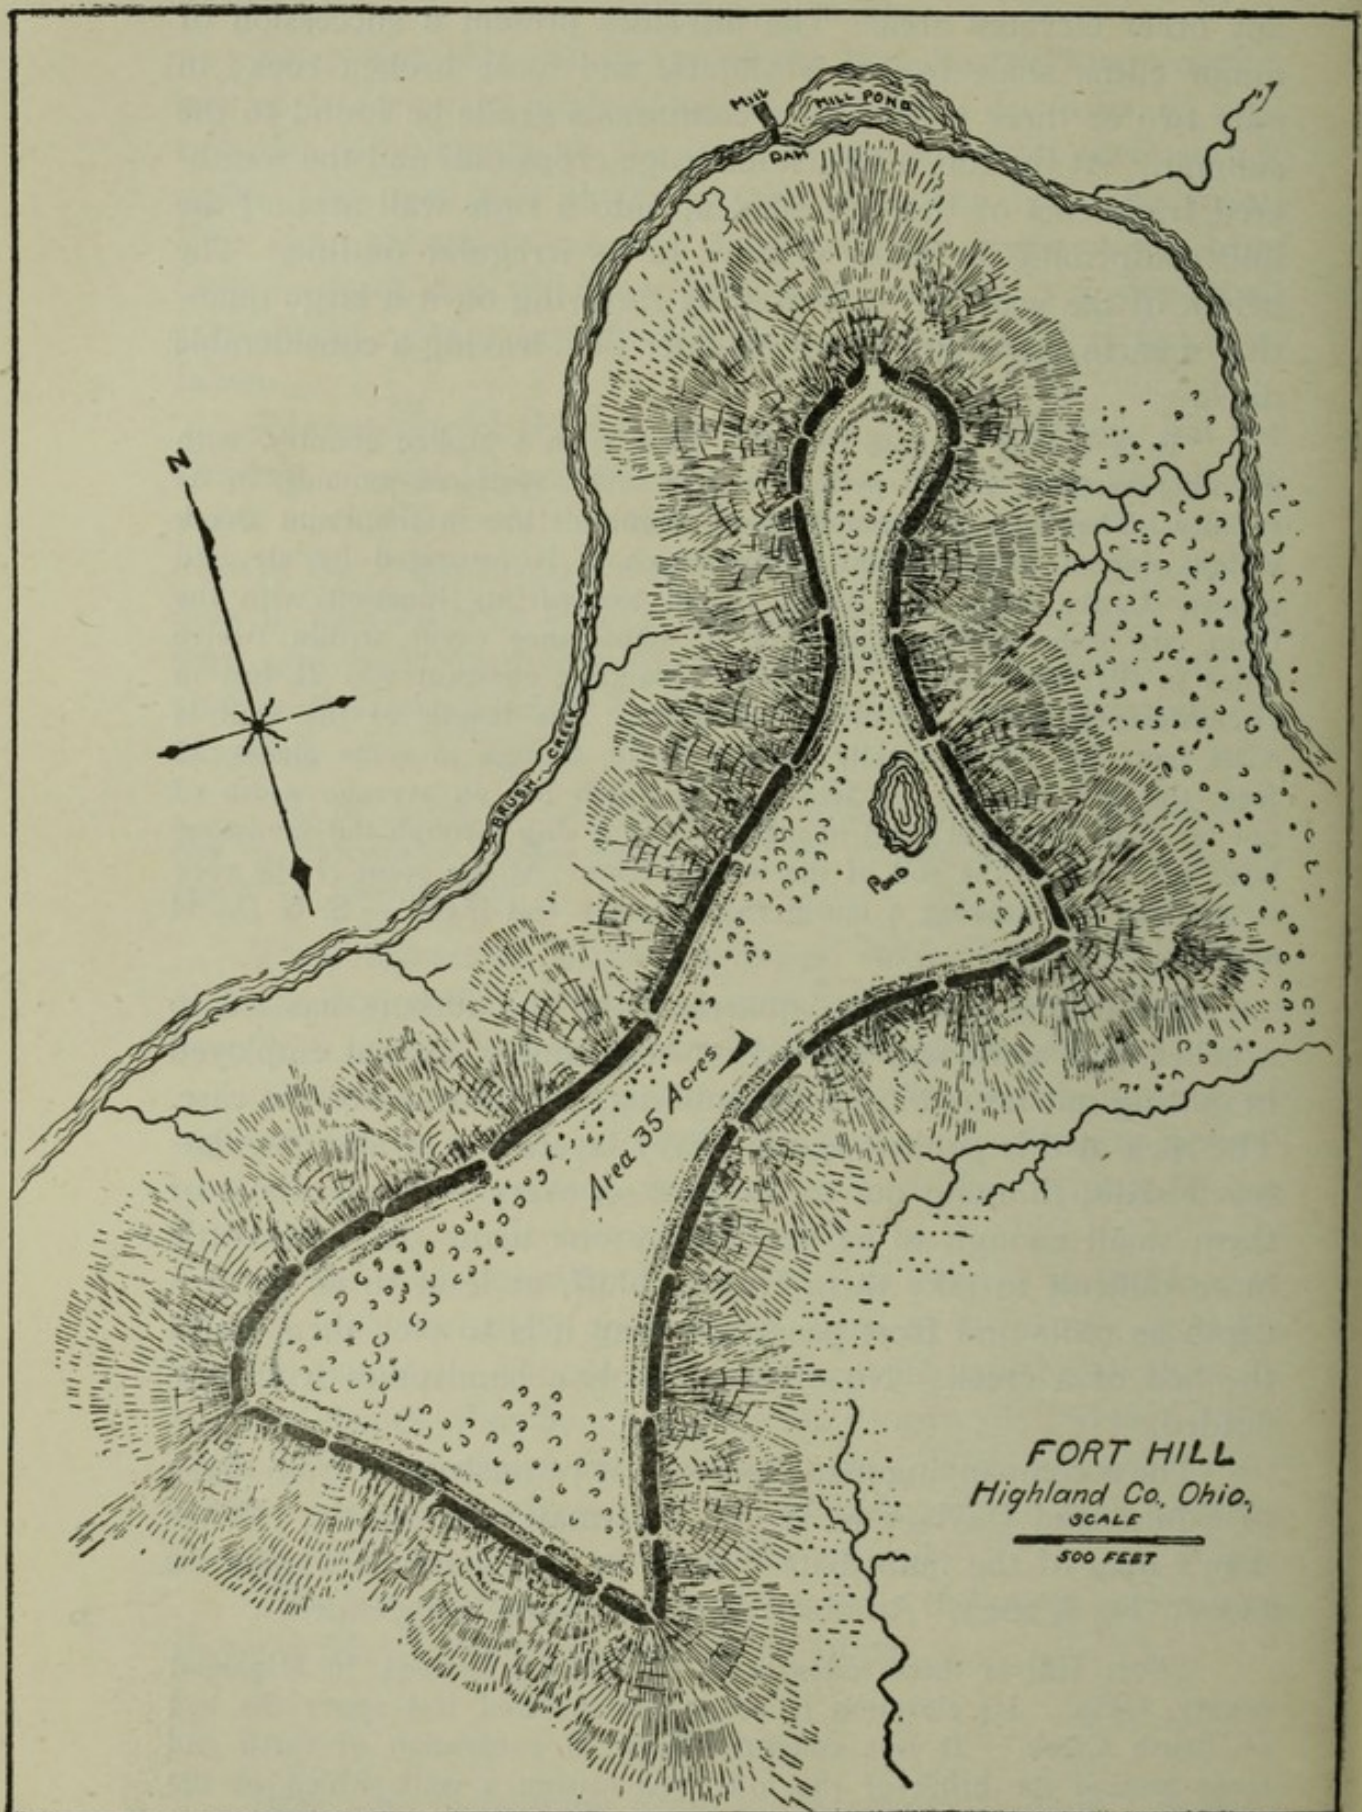 MILL
MILL POND
DAM
N
BRUSH CREEK
POND
Area 35 Acres
FORT HILL
Highland Co., Ohio,
SCALE
500 FEET